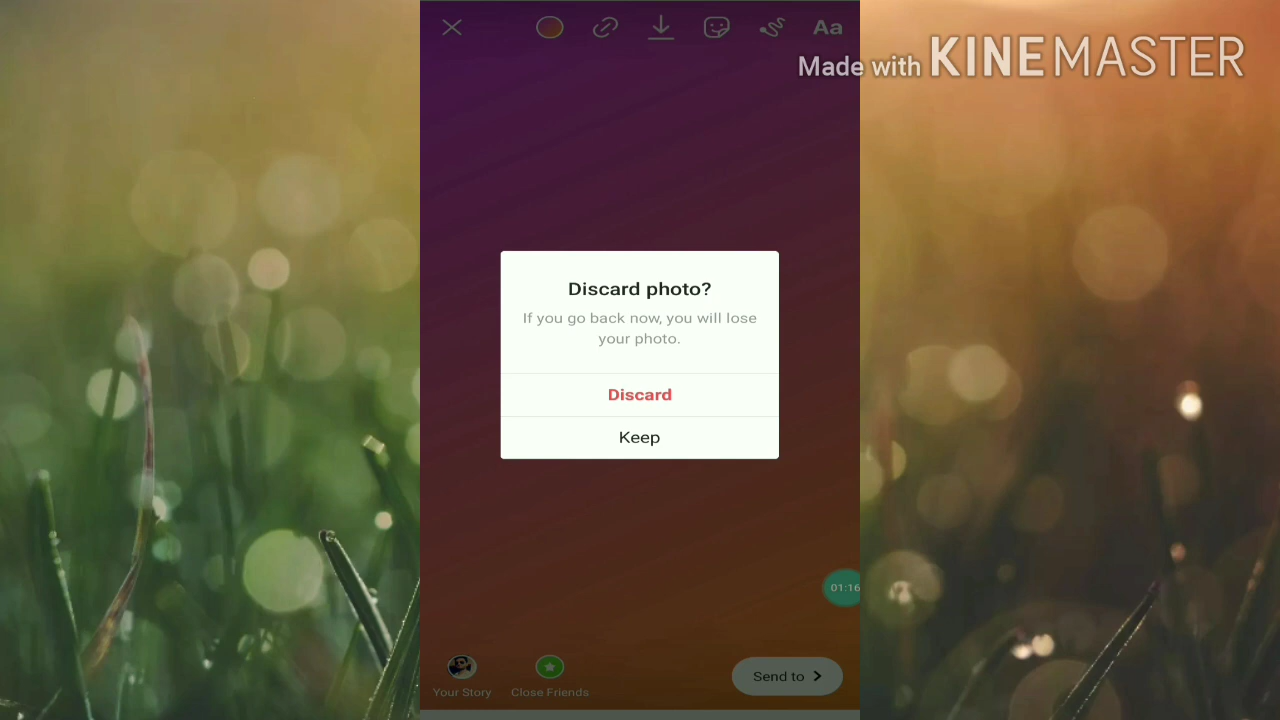 Aa
Made with KINEMASTER
Discard photo?
If you go back now, you will lose
your photo.
Discard
Keep
01:16
Your Story
Close Friends
Send to